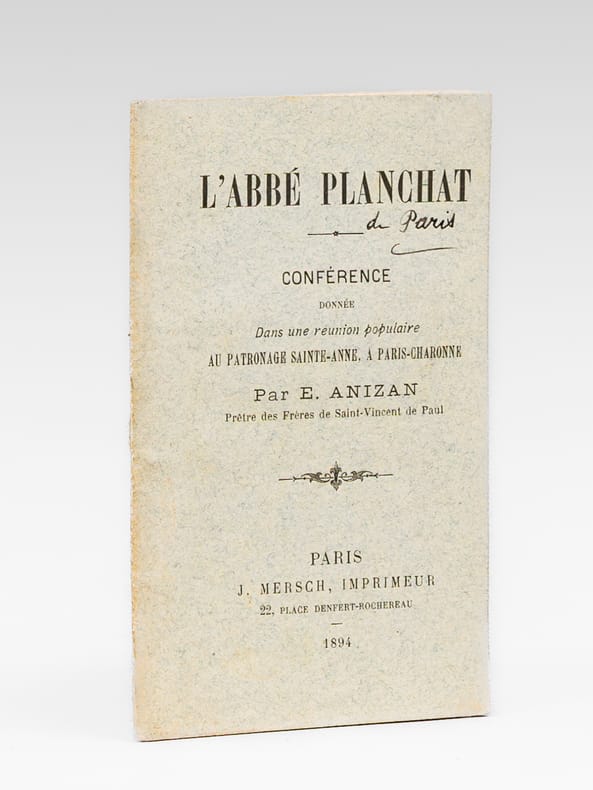 L'ABBÉ PLANCHAT
de Paris
CONFÉRENCE
DONNÉE
Dans une réunion populaire
AU PATRONAGE SAINTE-ANNE, A PARIS-CHARONNE
Par E. ANIZAN
Prêtre des Frères de Saint-Vincent de Paul
PARIS
J. MERSCH, IMPRIMEUR
22, PLACE DENFERT-ROCHEREAU
1894